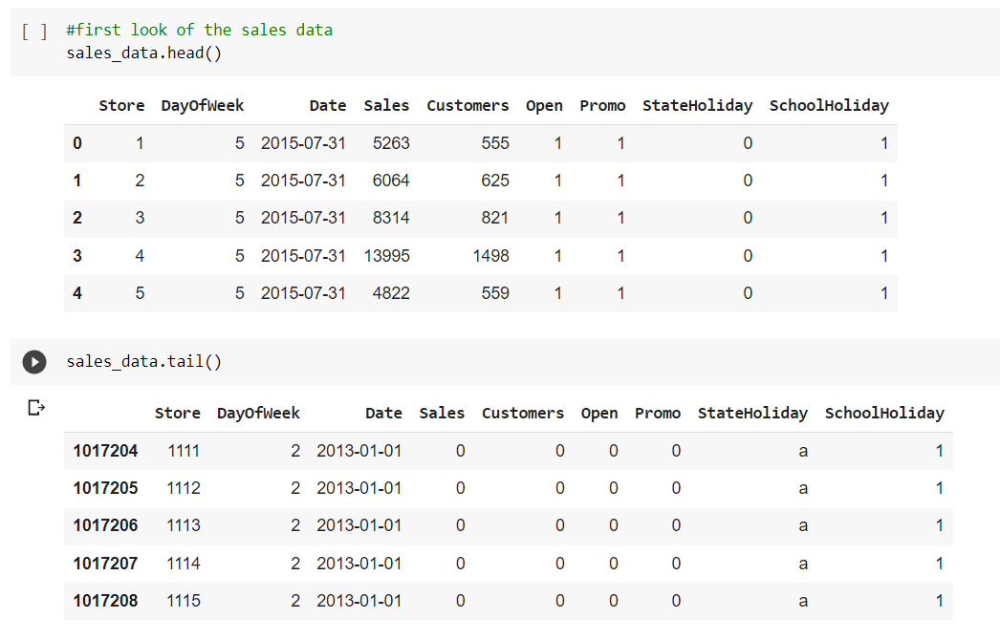 [ ] #first look of the sales data
sales_data.head()
Store DayOfWeek Date Sales Customers Open Promo StateHoliday SchoolHoliday
0 1 5 2015-07-31 5263 555 1 1 0 1
1 2 5 2015-07-31 6064 625 1 1 0 1
2 3 5 2015-07-31 8314 821 1 1 0 1
3 4 5 2015-07-31 13995 1498 1 1 0 1
4 5 5 2015-07-31 4822 559 1 1 0 1
sales_data.tail()
Store DayOfWeek Date Sales Customers Open Promo StateHoliday SchoolHoliday
1017204 1111 2 2013-01-01 0 0 0 0 a 1
1017205 1112 2 2013-01-01 0 0 0 0 a 1
1017206 1113 2 2013-01-01 0 0 0 0 a 1
1017207 1114 2 2013-01-01 0 0 0 0 a 1
1017208 1115 2 2013-01-01 0 0 0 0 a 1